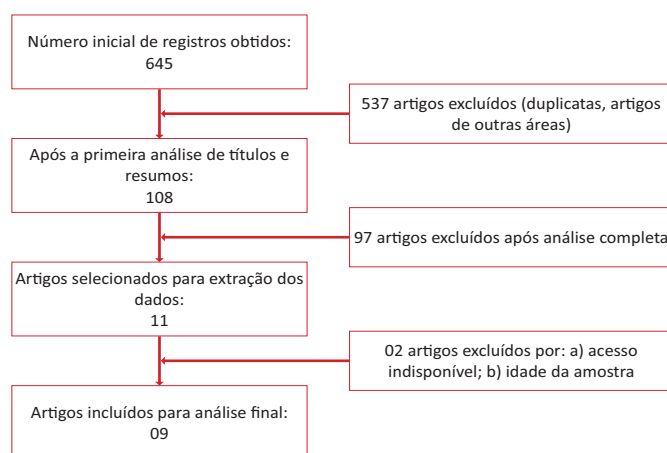 Número inicial de registros obtidos:
645
537 artigos excluídos (duplicatas, artigos
de outras áreas)
Após a primeira análise de títulos e
resumos:
108
97 artigos excluídos após análise completa
Artigos selecionados para extração dos
dados:
11
02 artigos excluídos por: a) acesso
indisponível; b) idade da amostra
Artigos incluídos para análise final:
09